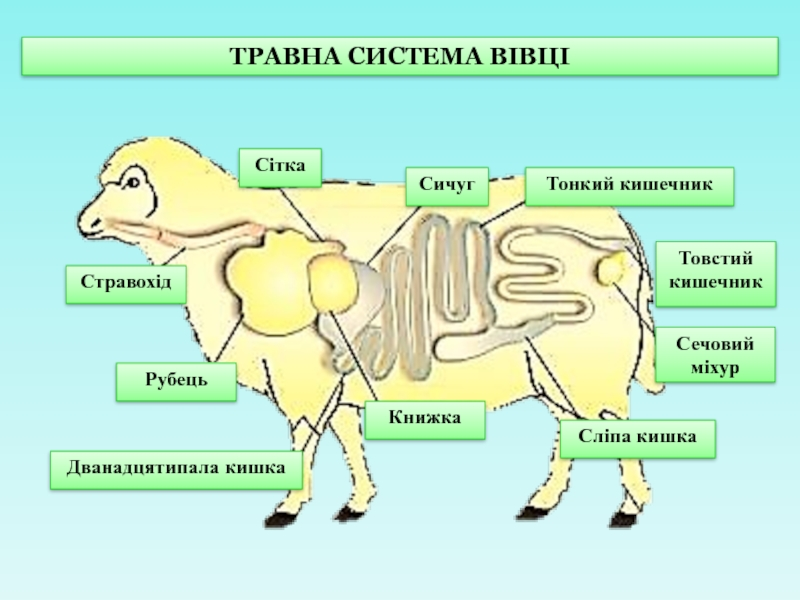 ТРАВНА СИСТЕМА ВІВЦІ
Сітка
Сичуг
Тонкий кишечник
Товстий
кишечник
Стравохід
Сечовий
міхур
Рубець
Книжка
Сліпа кишка
Дванадцятипала кишка